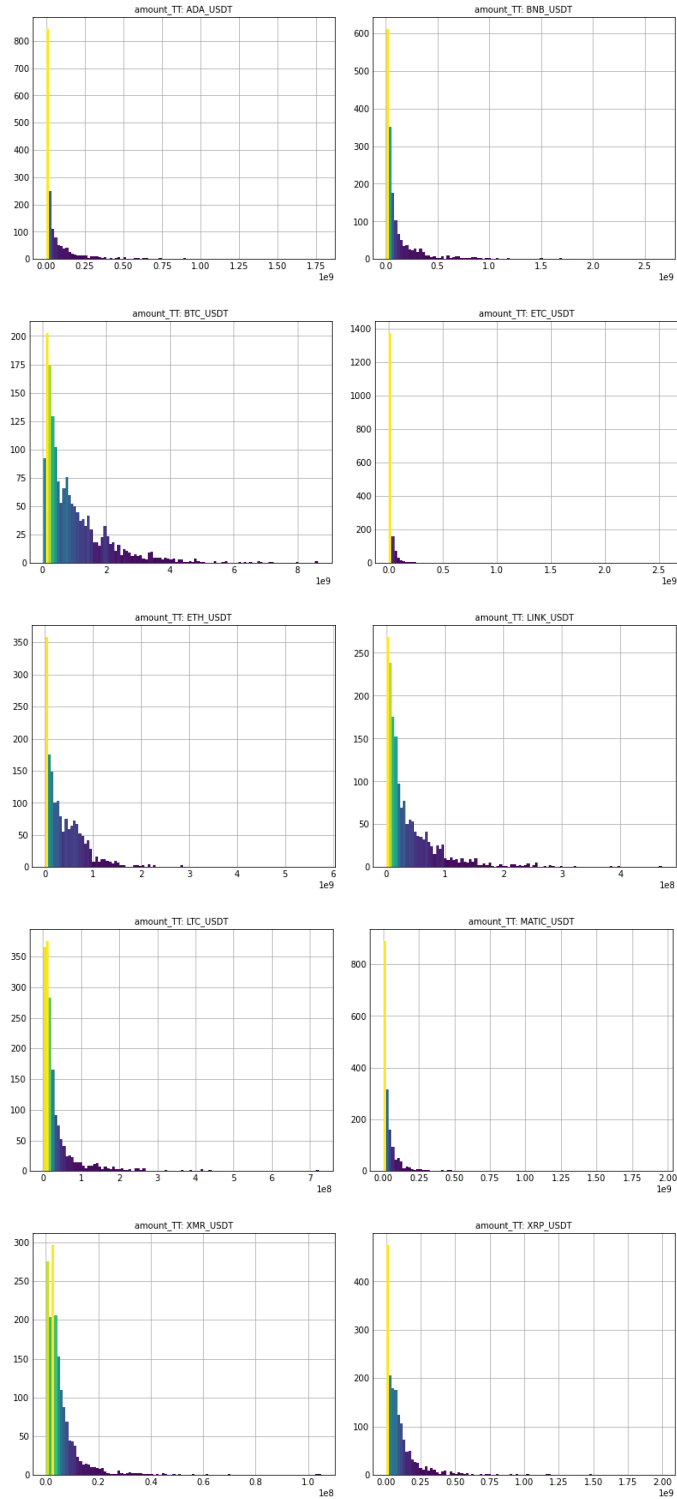 amount_TT: ADA_USDT
800
700
600
500
400
300
200
100
0
0.00 0.25 0.50 0.75 1.00 1.25 1.50 1.75
1e9
amount_TT: BNB_USDT
600
500
400
300
200
100
0
0.0 0.5 1.0 1.5 2.0 2.5
1e9
amount_TT: BTC_USDT
200
175
150
125
100
75
50
25
0
0 2 4 6 8
1e9
amount_TT: ETC_USDT
1400
1200
1000
800
600
400
200
0
0.0 0.5 1.0 1.5 2.0 2.5
1e9
amount_TT: ETH_USDT
350
300
250
200
150
100
50
0
0 1 2 3 4 5 6
1e9
amount_TT: LINK_USDT
250
200
150
100
50
0
0 1 2 3 4
1e8
amount_TT: LTC_USDT
350
300
250
200
150
100
50
0
0 1 2 3 4 5 6 7
1e8
amount_TT: MATIC_USDT
800
600
400
200
0
0.00 0.25 0.50 0.75 1.00 1.25 1.50 1.75 2.00
1e9
amount_TT: XMR_USDT
300
250
200
150
100
50
0
0.0 0.2 0.4 0.6 0.8 1.0
1e8
amount_TT: XRP_USDT
400
300
200
100
0
0.00 0.25 0.50 0.75 1.00 1.25 1.50 1.75 2.00
1e9